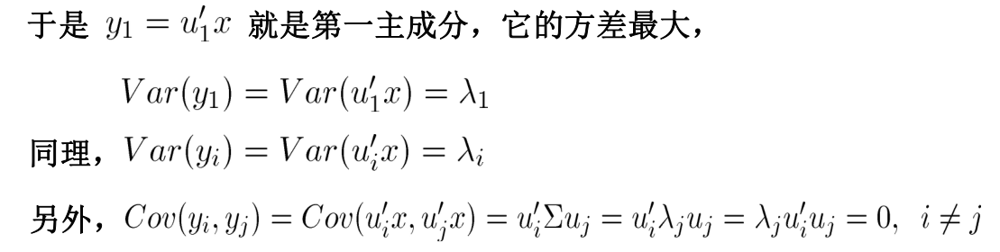 于是 y₁ = u₁′x 就是第一主成分，它的方差最大，
Var(y₁) = Var(u₁′x) = λ₁
同理，Var(yᵢ) = Var(uᵢ′x) = λᵢ
另外，Cov(yᵢ, yⱼ) = Cov(uᵢ′x, uⱼ′x) = uᵢ′Σuⱼ = uᵢ′λⱼuⱼ = λⱼuᵢ′uⱼ = 0, i ≠ j